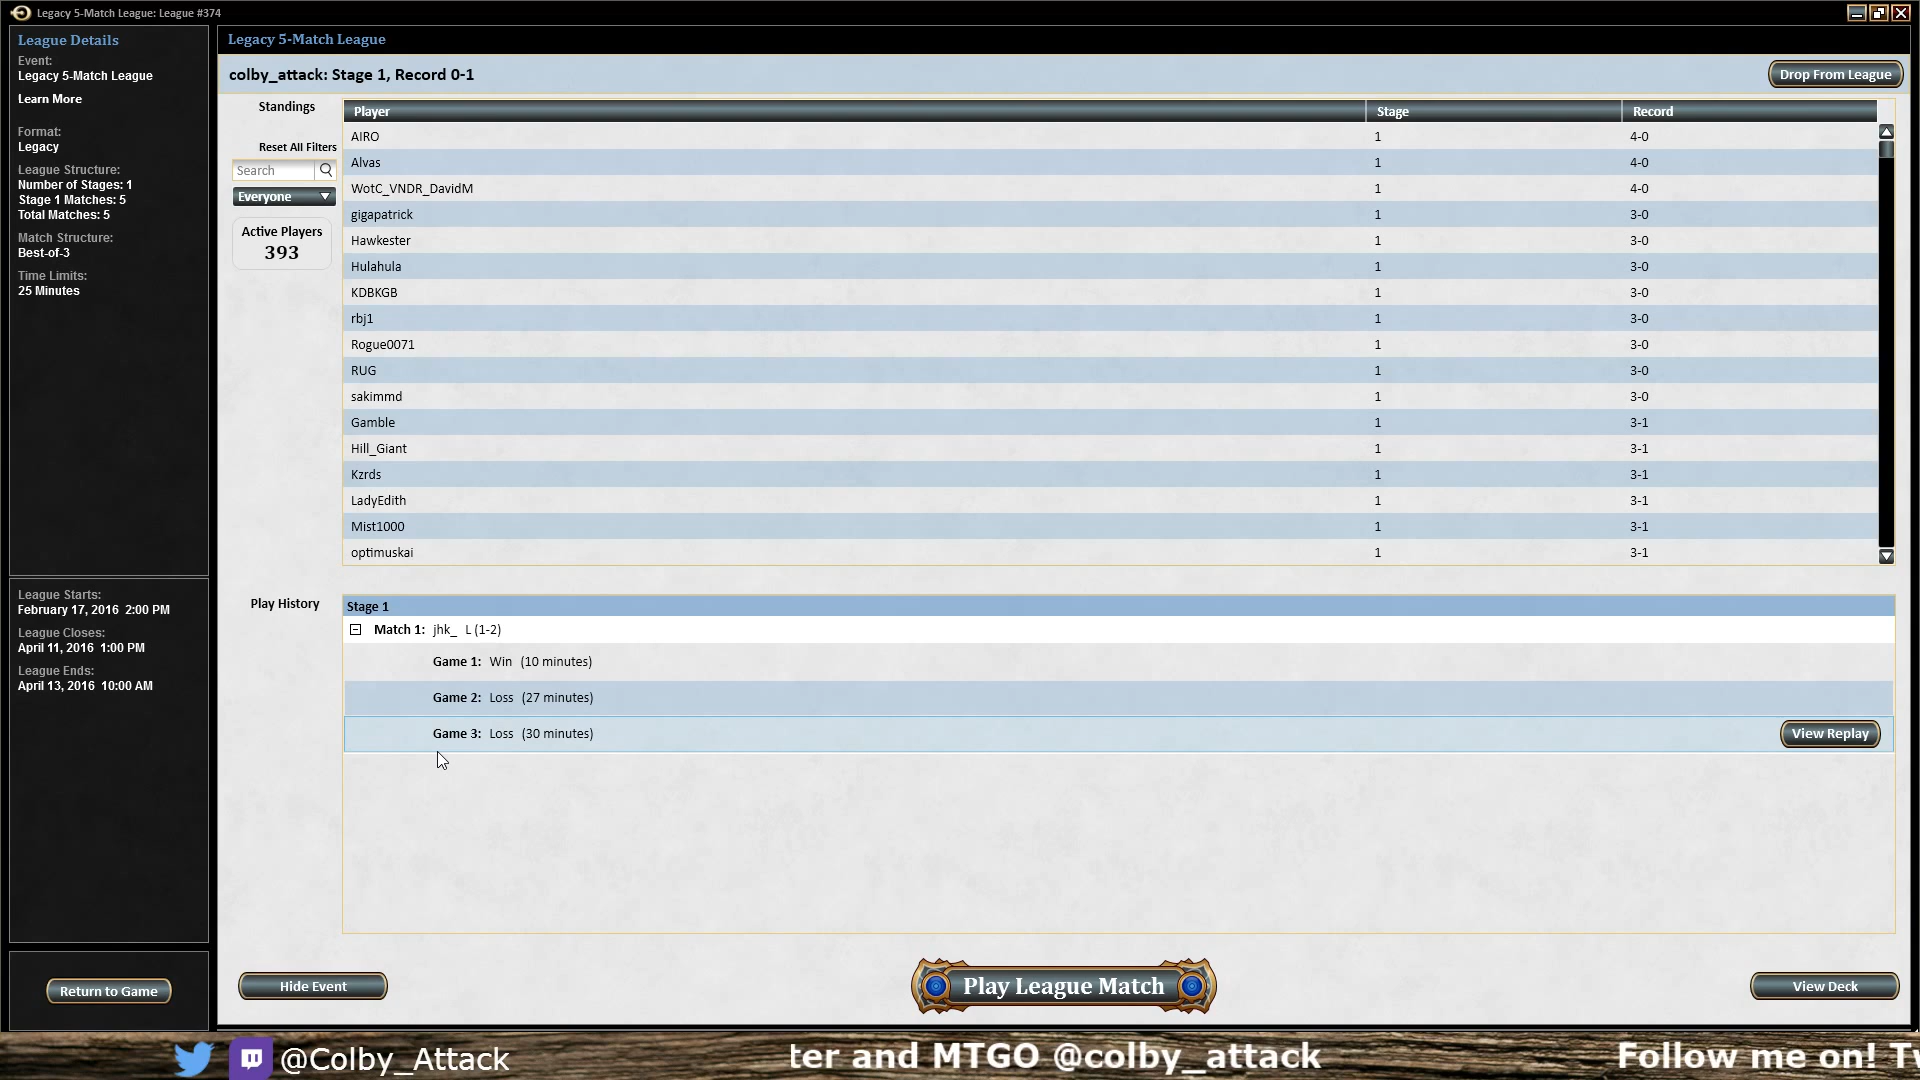 Legacy 5-Match League: League #374
League Details
Event:
Legacy 5-Match League
Learn More
Format:
Legacy
League Structure:
Number of Stages: 1
Stage 1 Matches: 5
Total Matches: 5
Match Structure:
Best-of-3
Time Limits:
25 Minutes
League Starts:
February 17, 2016 2:00 PM
League Closes:
April 11, 2016 1:00 PM
League Ends:
April 13, 2016 10:00 AM
Return to Game
Legacy 5-Match League
colby_attack: Stage 1, Record 0-1
Drop From League
Standings
Reset All Filters
Search
Everyone
Active Players
393
Player Stage Record
AIRO 1 4-0
Alvas 1 4-0
WotC_VNDR_DavidM 1 4-0
gigapatrick 1 3-0
Hawkester 1 3-0
Hulahula 1 3-0
KDBKGB 1 3-0
rbj1 1 3-0
Rogue0071 1 3-0
RUG 1 3-0
sakimmd 1 3-0
Gamble 1 3-1
Hill_Giant 1 3-1
Kzrds 1 3-1
LadyEdith 1 3-1
Mist1000 1 3-1
optimuskai 1 3-1
Play History
Stage 1
Match 1: jhk_ L (1-2)
Game 1: Win (10 minutes)
Game 2: Loss (27 minutes)
Game 3: Loss (30 minutes)
View Replay
Hide Event
Play League Match
View Deck
@Colby_Attack
ter and MTGO @colby_attack
Follow me on! Tw